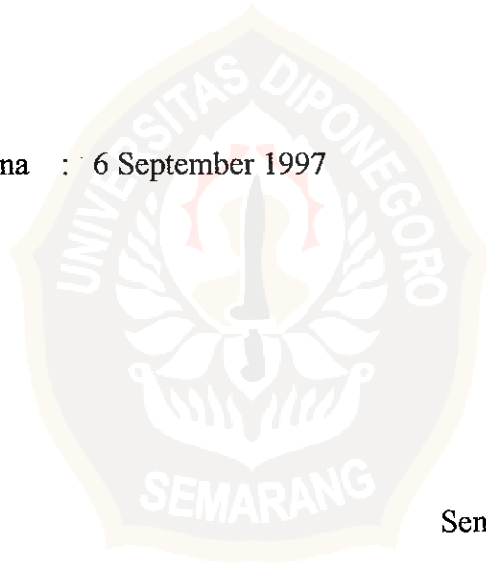 na : 6 September 1997
UNIVERSITAS DIPONEGORO
SEMARANG
Sen